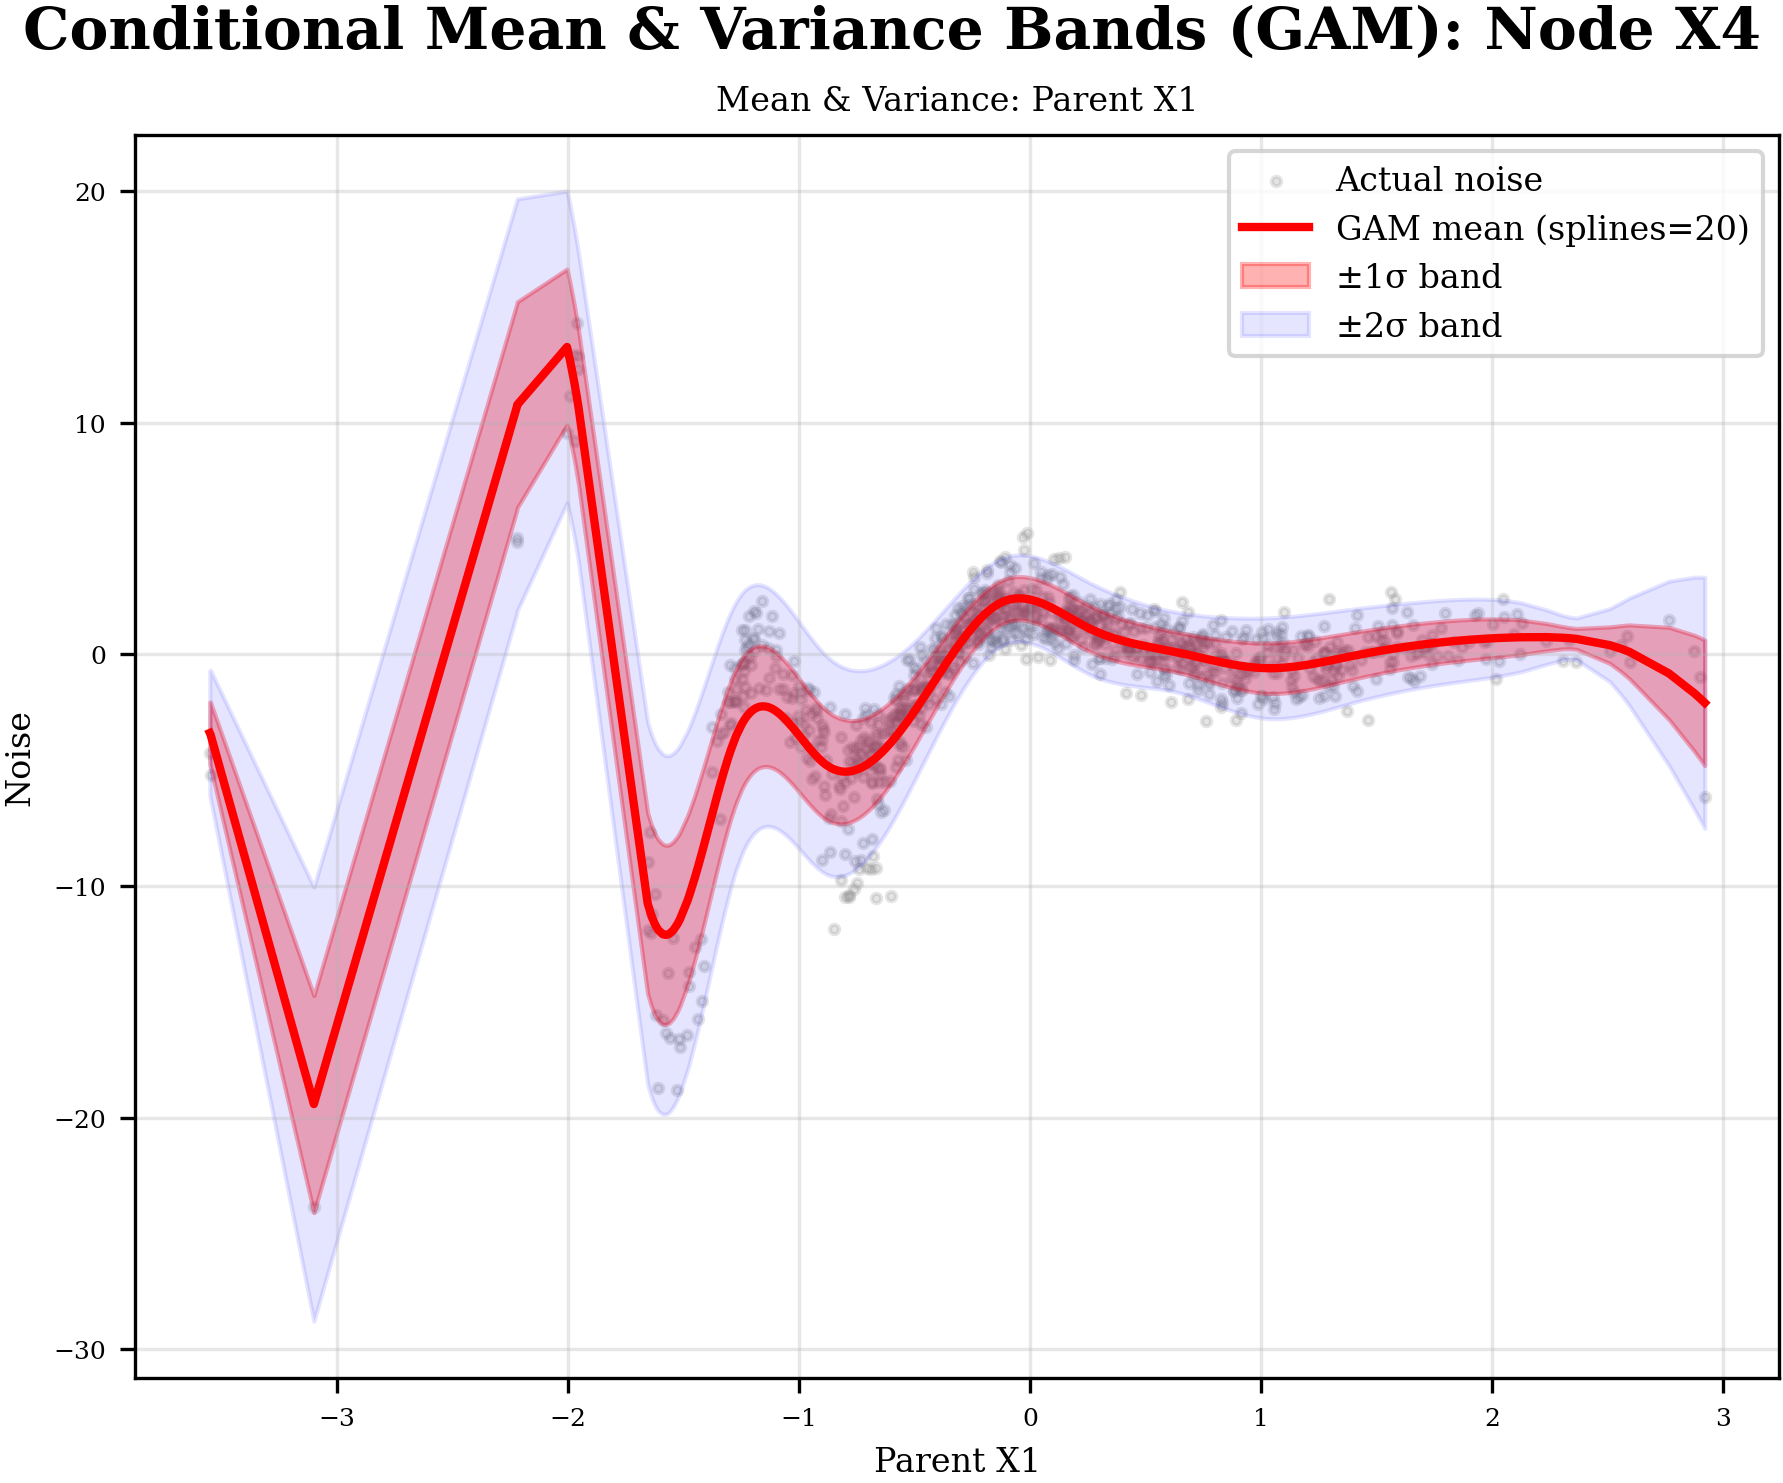 Conditional Mean & Variance Bands (GAM): Node X4
Mean & Variance: Parent X1
Actual noise
GAM mean (splines=20)
±1σ band
±2σ band
Noise
20
10
0
−10
−20
−30
−3
−2
−1
0
1
2
3
Parent X1